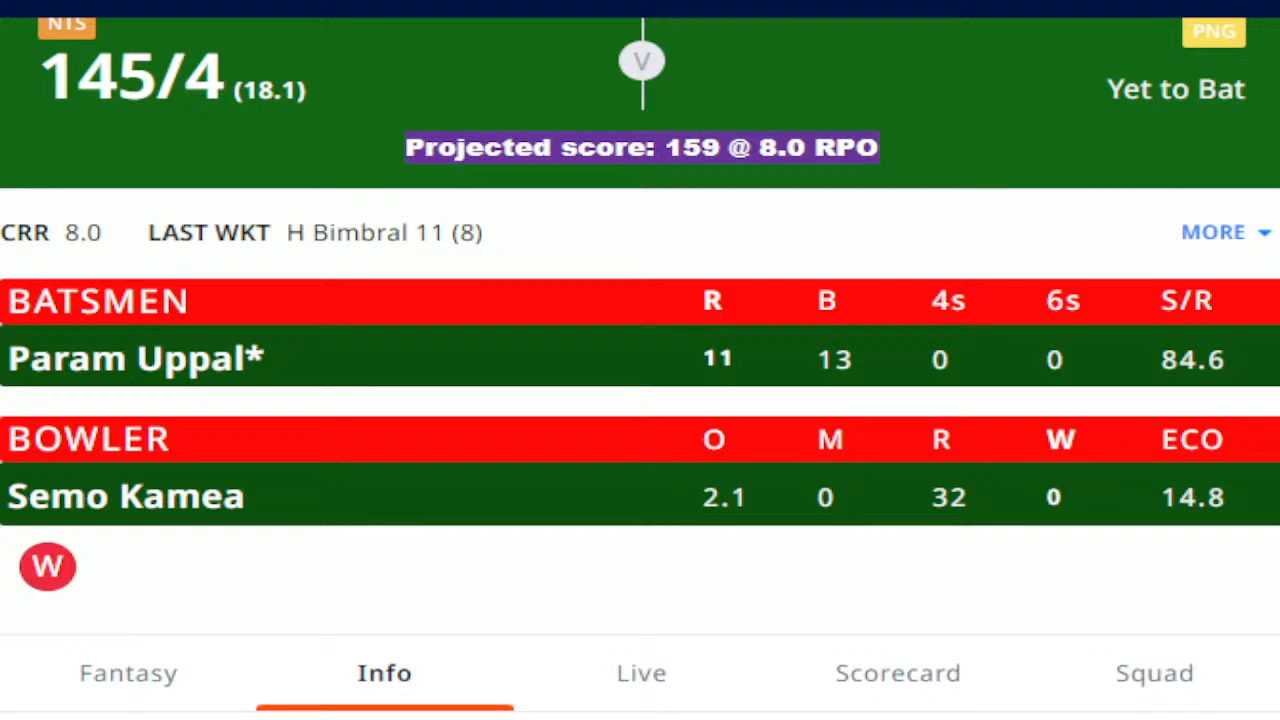 NTS
PNG
145/4 (18.1)
V
Yet to Bat
Projected score: 159 @ 8.0 RPO
CRR 8.0 LAST WKT H Bimbral 11 (8)
MORE
BATSMEN R B 4s 6s S/R
Param Uppal* 11 13 0 0 84.6
BOWLER O M R W ECO
Semo Kamea 2.1 0 32 0 14.8
W
Fantasy Info Live Scorecard Squad